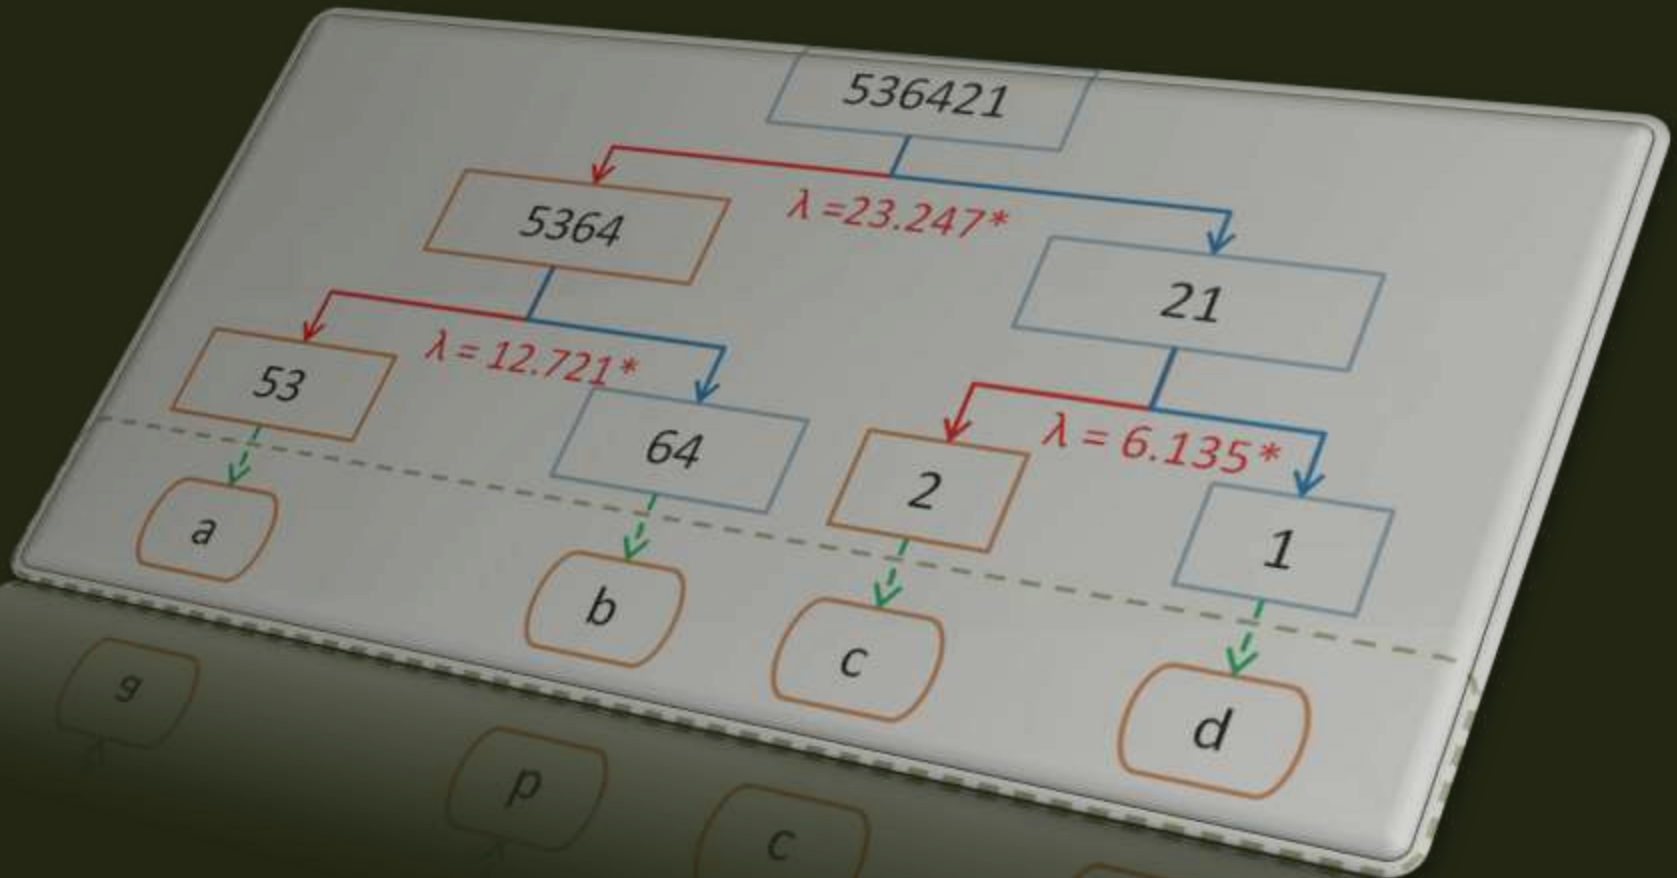 536421
λ =23.247*
5364
21
λ = 12.721*
53
64
λ = 6.135*
2
1
a
b
c
d